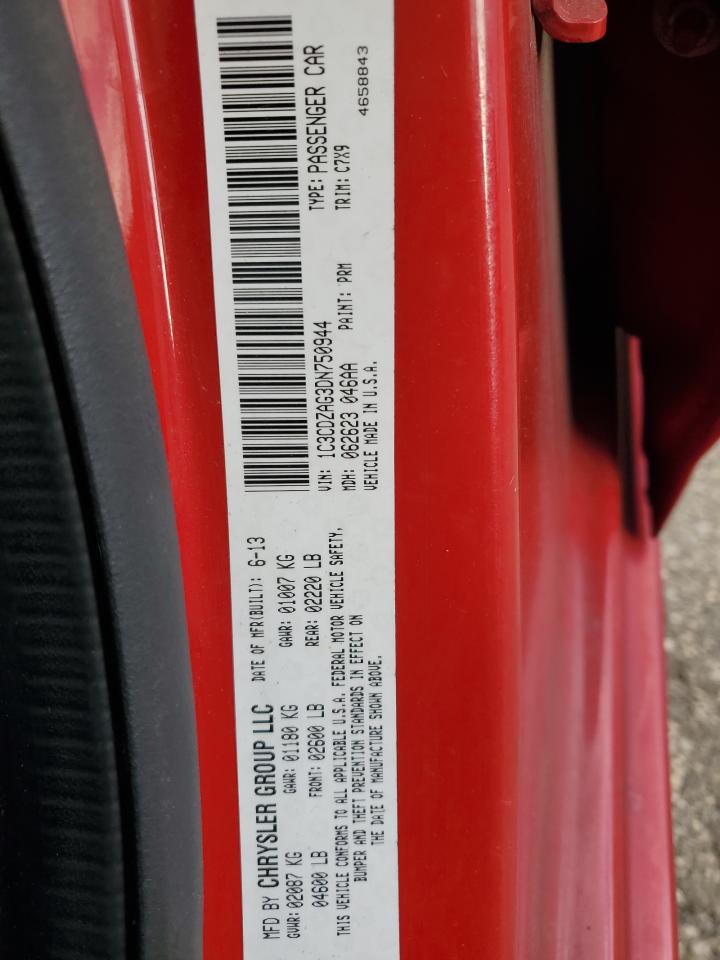 MFD BY CHRYSLER GROUP LLC DATE OF MFR(BUILT): 6-13
GVWR: 02087 KG GAWR: 01180 KG GAWR: 01007 KG
04600 LB FRONT: 02600 LB REAR: 02220 LB
THIS VEHICLE CONFORMS TO ALL APPLICABLE U.S.A. FEDERAL MOTOR VEHICLE SAFETY,
BUMPER AND THEFT PREVENTION STANDARDS IN EFFECT ON
THE DATE OF MANUFACTURE SHOWN ABOVE.
VIN: 1C3CDZAG3DN750944 TYPE: PASSENGER CAR
MDH: 062623 046AA PAINT: PRM TRIM: C7X9
VEHICLE MADE IN U.S.A. 4658843